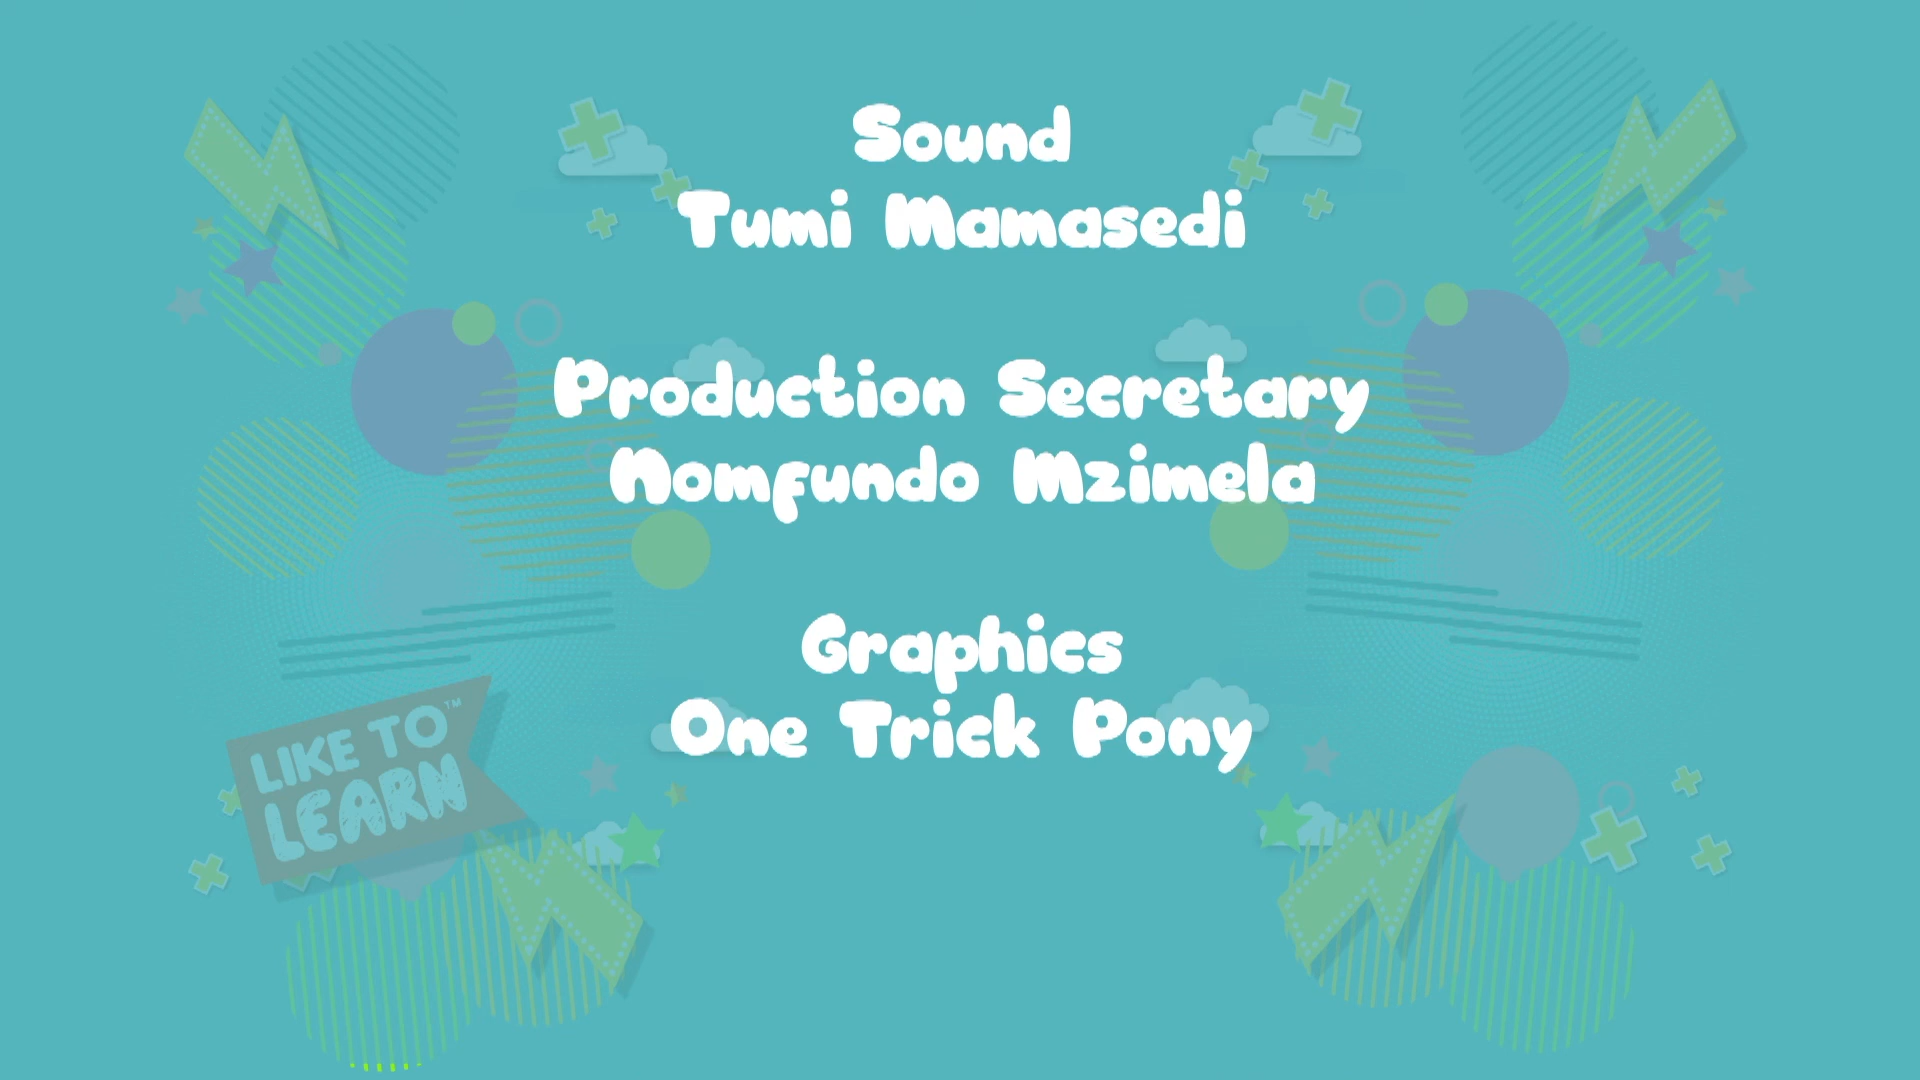 Sound
Tumi Mamasedi
Production Secretary
Nomfundo Mzimela
Graphics
One Trick Pony
LIKE TO™
LEARN